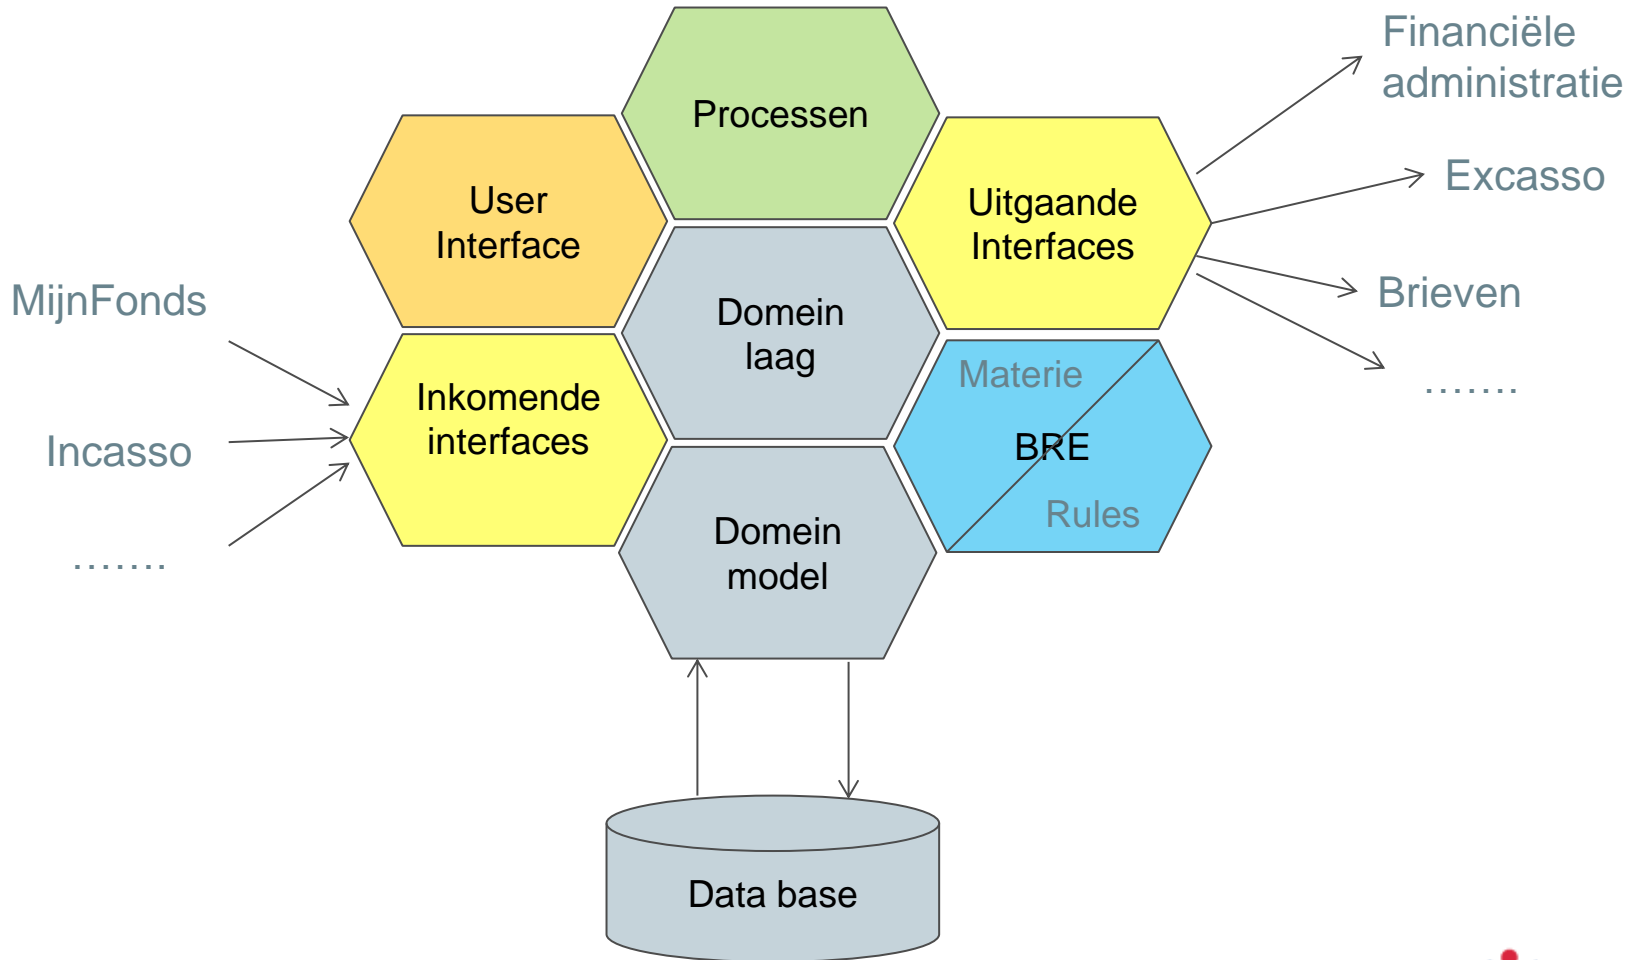 Financiële
administratie
Processen
Excasso
User
Interface
Uitgaande
Interfaces
MijnFonds
Brieven
Domein
laag
Materie
.......
Inkomende
interfaces
Incasso
BRE
Rules
Domein
model
.......
Data base